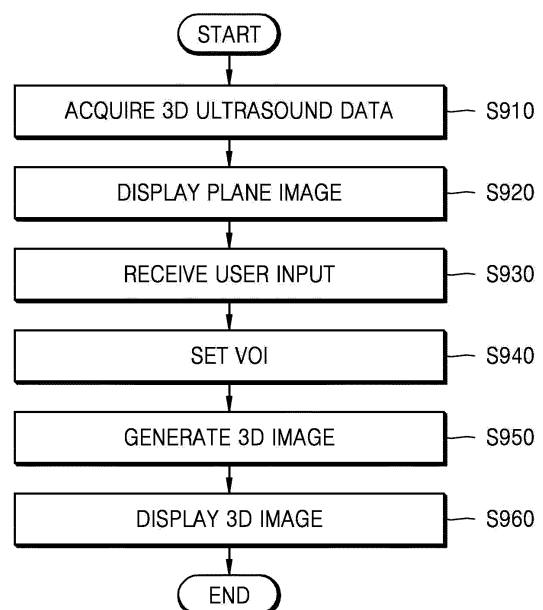 START
ACQUIRE 3D ULTRASOUND DATA S910
DISPLAY PLANE IMAGE S920
RECEIVE USER INPUT S930
SET VOI S940
GENERATE 3D IMAGE S950
DISPLAY 3D IMAGE S960
END